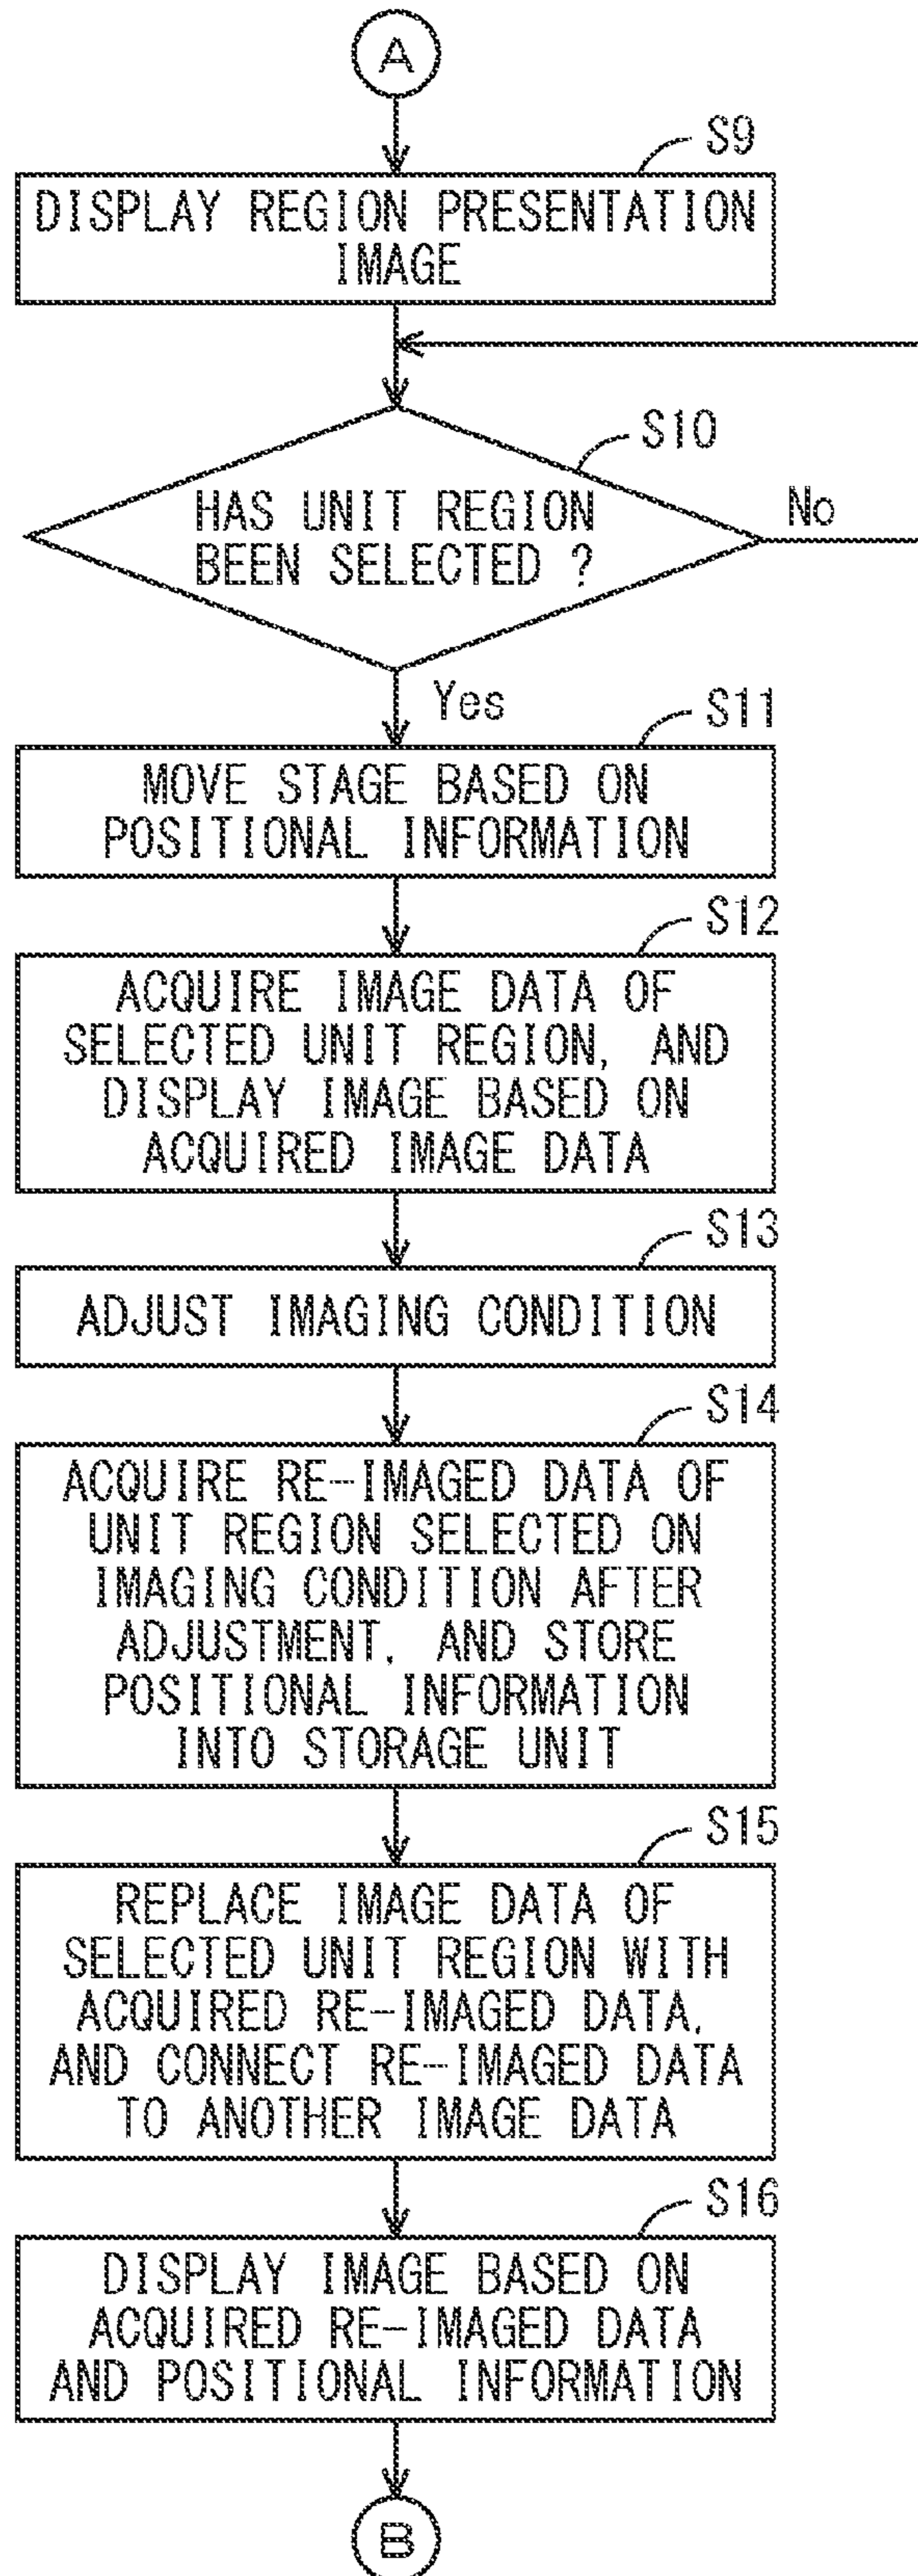 A
S9
DISPLAY REGION PRESENTATION
IMAGE
S10
HAS UNIT REGION
BEEN SELECTED ?
No
Yes
S11
MOVE STAGE BASED ON
POSITIONAL INFORMATION
S12
ACQUIRE IMAGE DATA OF
SELECTED UNIT REGION, AND
DISPLAY IMAGE BASED ON
ACQUIRED IMAGE DATA
S13
ADJUST IMAGING CONDITION
S14
ACQUIRE RE-IMAGED DATA OF
UNIT REGION SELECTED ON
IMAGING CONDITION AFTER
ADJUSTMENT, AND STORE
POSITIONAL INFORMATION
INTO STORAGE UNIT
S15
REPLACE IMAGE DATA OF
SELECTED UNIT REGION WITH
ACQUIRED RE-IMAGED DATA,
AND CONNECT RE-IMAGED DATA
TO ANOTHER IMAGE DATA
S16
DISPLAY IMAGE BASED ON
ACQUIRED RE-IMAGED DATA
AND POSITIONAL INFORMATION
B